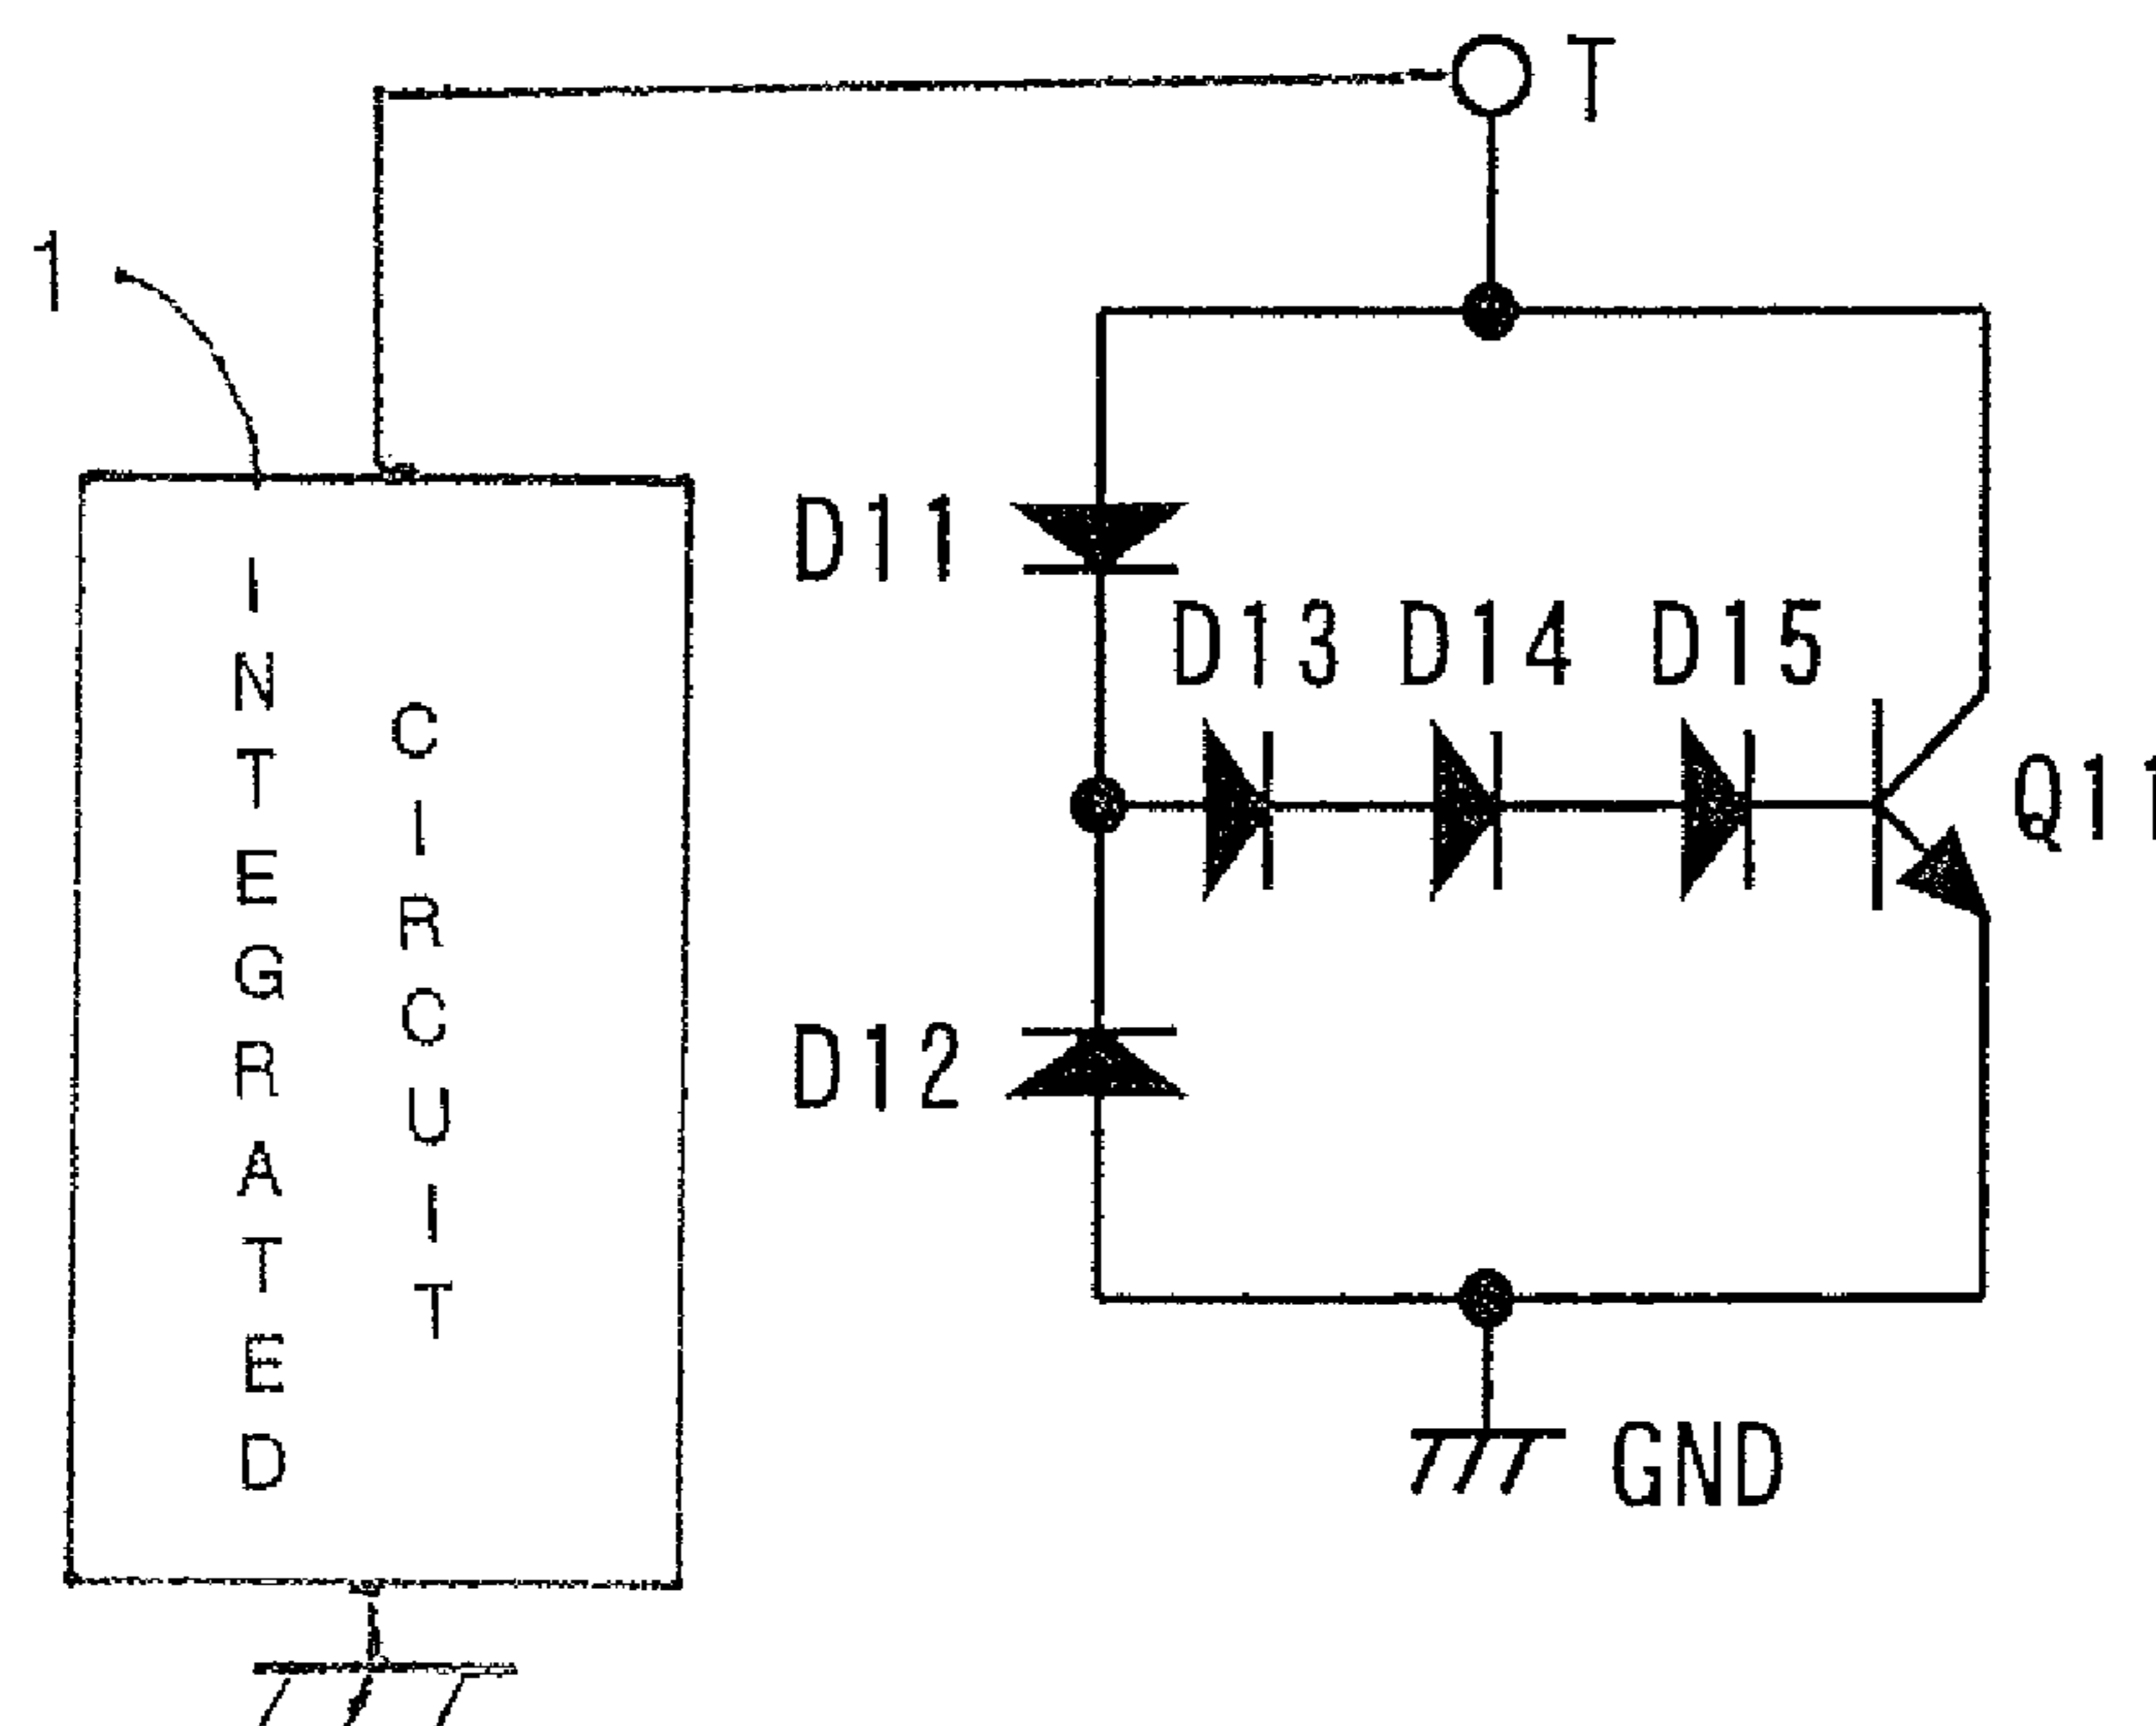 T
1
INTEGRATED
CIRCUIT
D11
D13 D14 D15
Q11
D12
GND